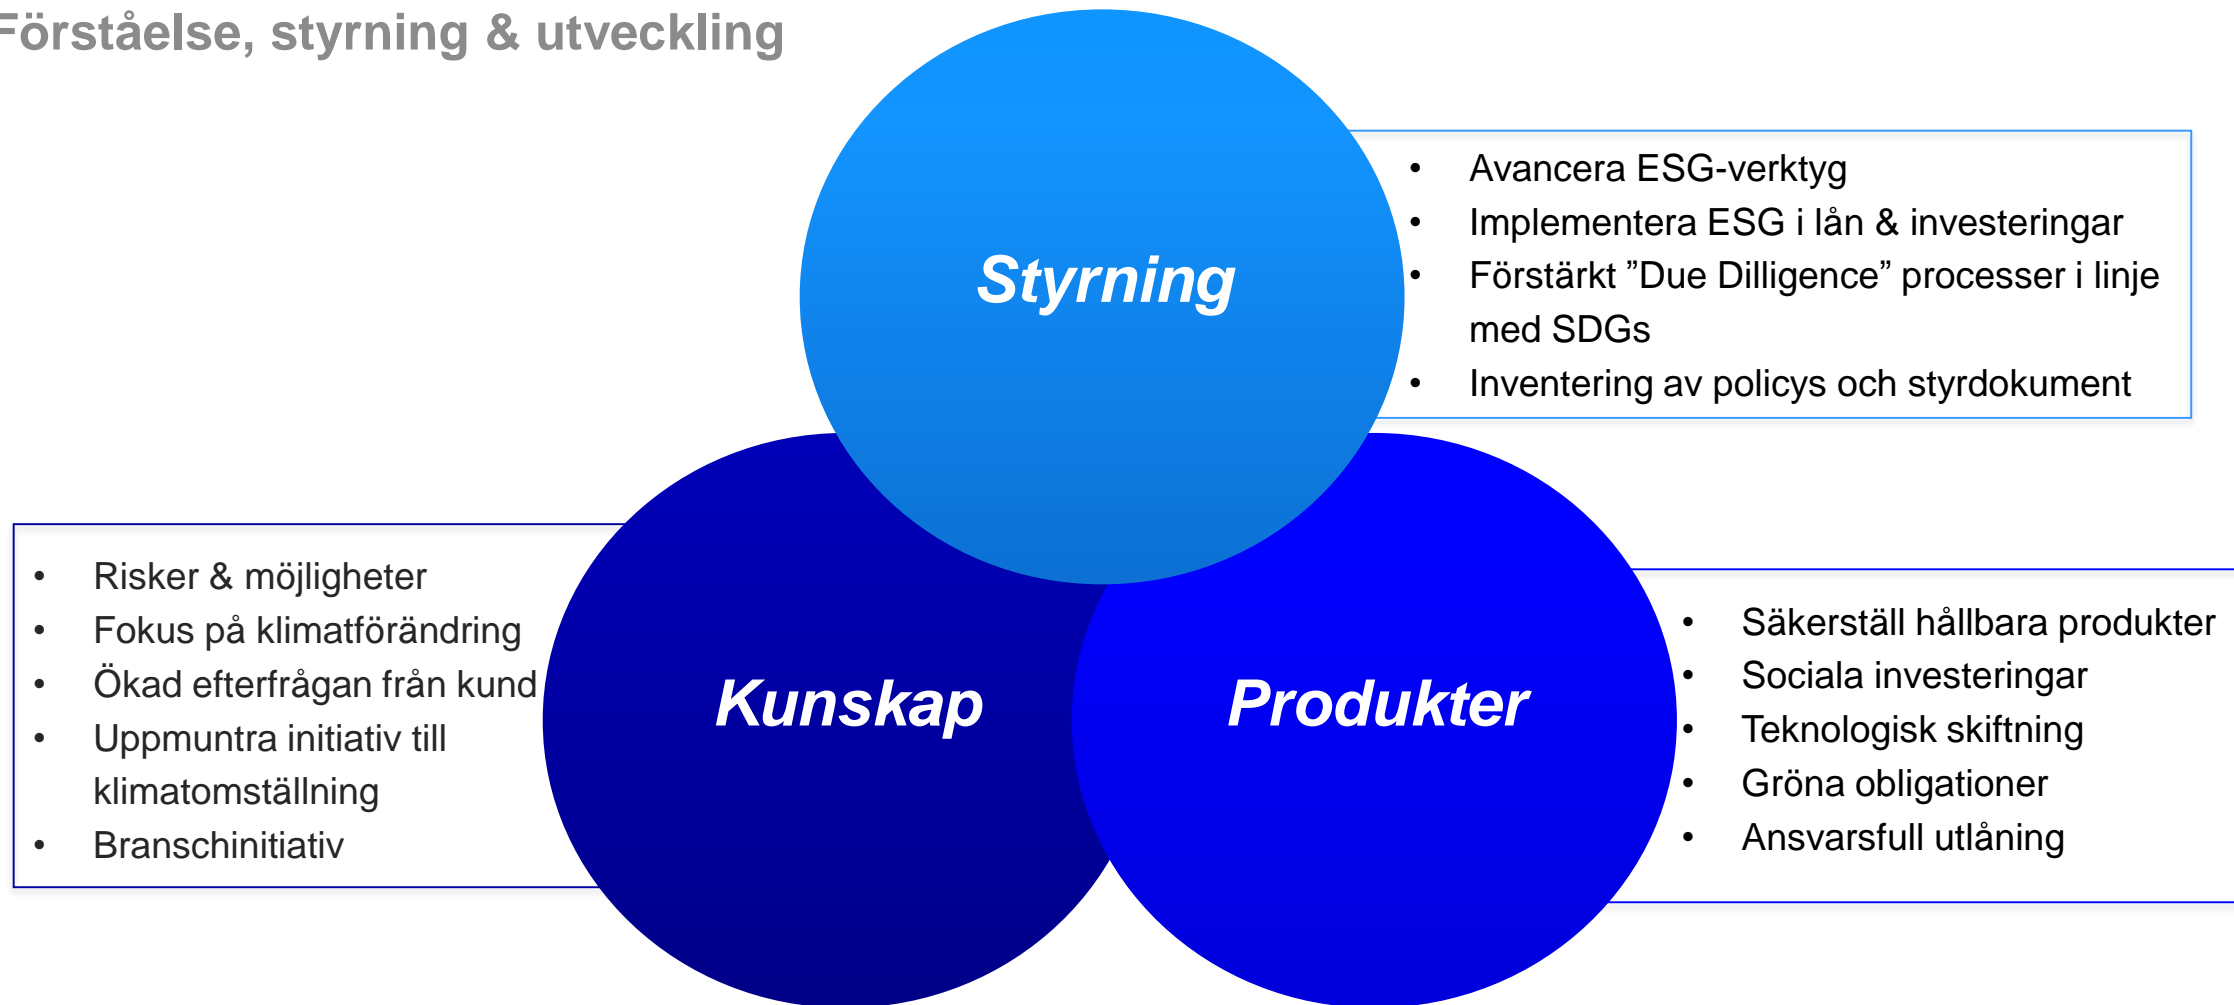 Förståelse, styrning & utveckling
Styrning
• Avancera ESG-verktyg
• Implementera ESG i lån & investeringar
• Förstärkt ”Due Dilligence” processer i linje
med SDGs
• Inventering av policys och styrdokument
• Risker & möjligheter
• Fokus på klimatförändring
• Ökad efterfrågan från kund
• Uppmuntra initiativ till
klimatomställning
• Branschinitiativ
Kunskap
Produkter
• Säkerställ hållbara produkter
• Sociala investeringar
• Teknologisk skiftning
• Gröna obligationer
• Ansvarsfull utlåning